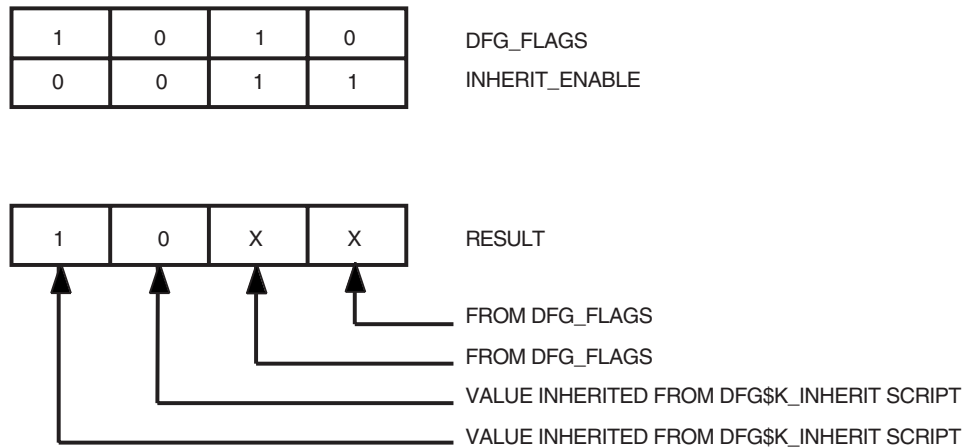 1 0 1 0 DFG_FLAGS
0 0 1 1 INHERIT_ENABLE
1 0 X X RESULT
FROM DFG_FLAGS
FROM DFG_FLAGS
VALUE INHERITED FROM DFG$K_INHERIT SCRIPT
VALUE INHERITED FROM DFG$K_INHERIT SCRIPT